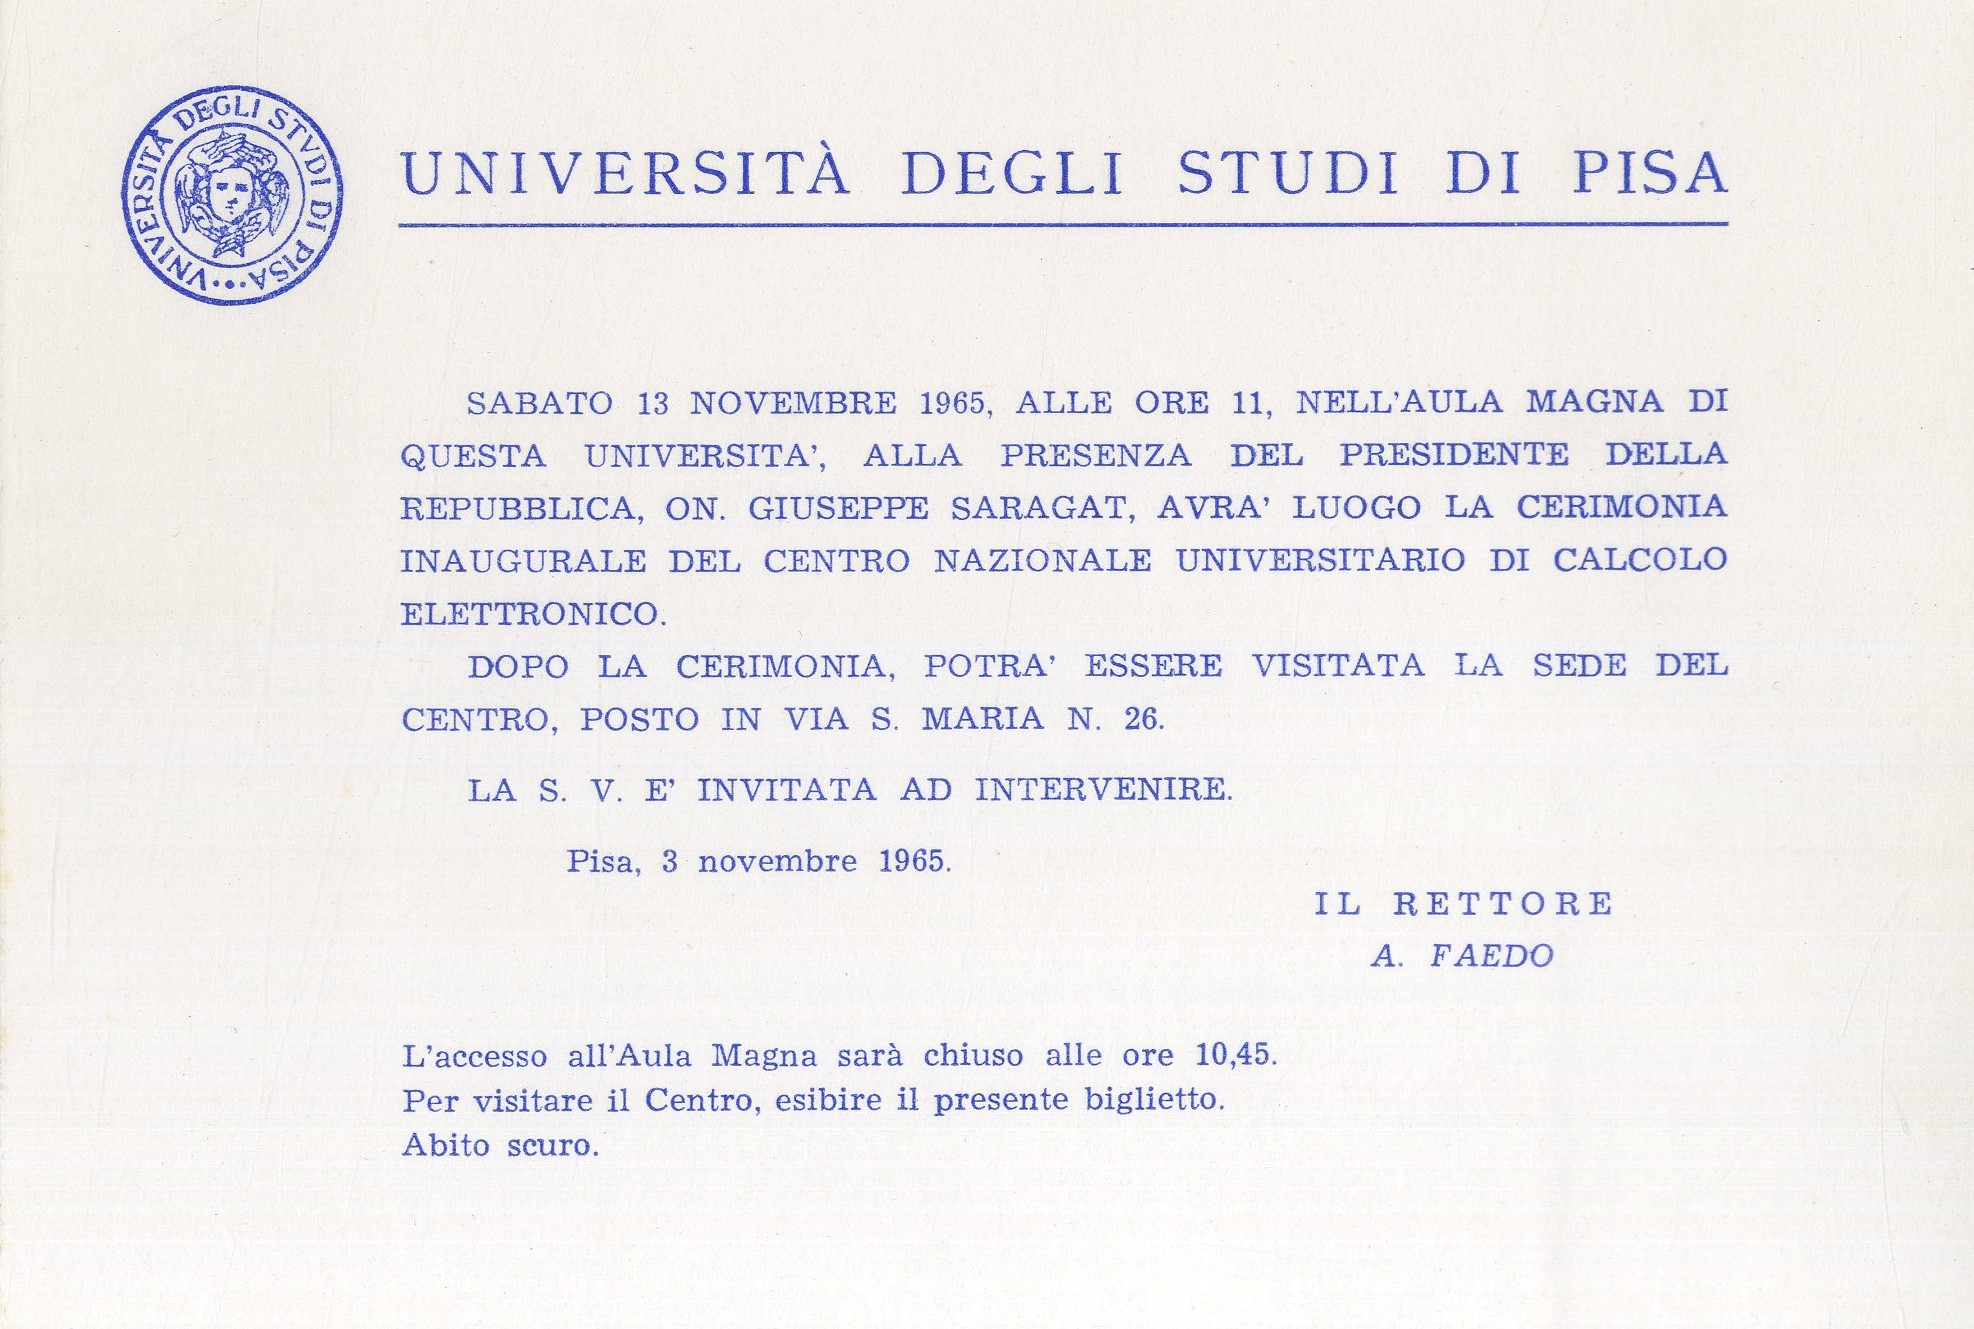 VNIVERSITÀ DEGLI STVDI DI PISA
UNIVERSITÀ DEGLI STUDI DI PISA
SABATO 13 NOVEMBRE 1965, ALLE ORE 11, NELL'AULA MAGNA DI
QUESTA UNIVERSITA', ALLA PRESENZA DEL PRESIDENTE DELLA
REPUBBLICA, ON. GIUSEPPE SARAGAT, AVRA' LUOGO LA CERIMONIA
INAUGURALE DEL CENTRO NAZIONALE UNIVERSITARIO DI CALCOLO
ELETTRONICO.
DOPO LA CERIMONIA, POTRA' ESSERE VISITATA LA SEDE DEL
CENTRO, POSTO IN VIA S. MARIA N. 26.
LA S. V. E' INVITATA AD INTERVENIRE.
Pisa, 3 novembre 1965.
IL RETTORE
A. FAEDO
L'accesso all'Aula Magna sarà chiuso alle ore 10,45.
Per visitare il Centro, esibire il presente biglietto.
Abito scuro.